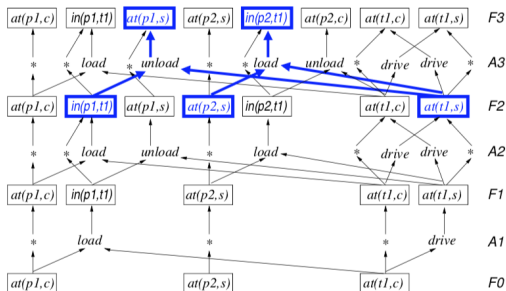 at(p1,c) in(p1,t1) at(p1,s) at(p2,s) in(p2,t1) at(p2,c) at(t1,c) at(t1,s) F3
* * load * unload * * load unload * drive drive * A3
at(p1,c) in(p1,t1) at(p1,s) at(p2,s) in(p2,t1) at(t1,c) at(t1,s) F2
* * load unload * load * drive drive * A2
at(p1,c) in(p1,t1) at(p2,s) at(t1,c) at(t1,s) F1
* load * * drive A1
at(p1,c) at(p2,s) at(t1,c) F0